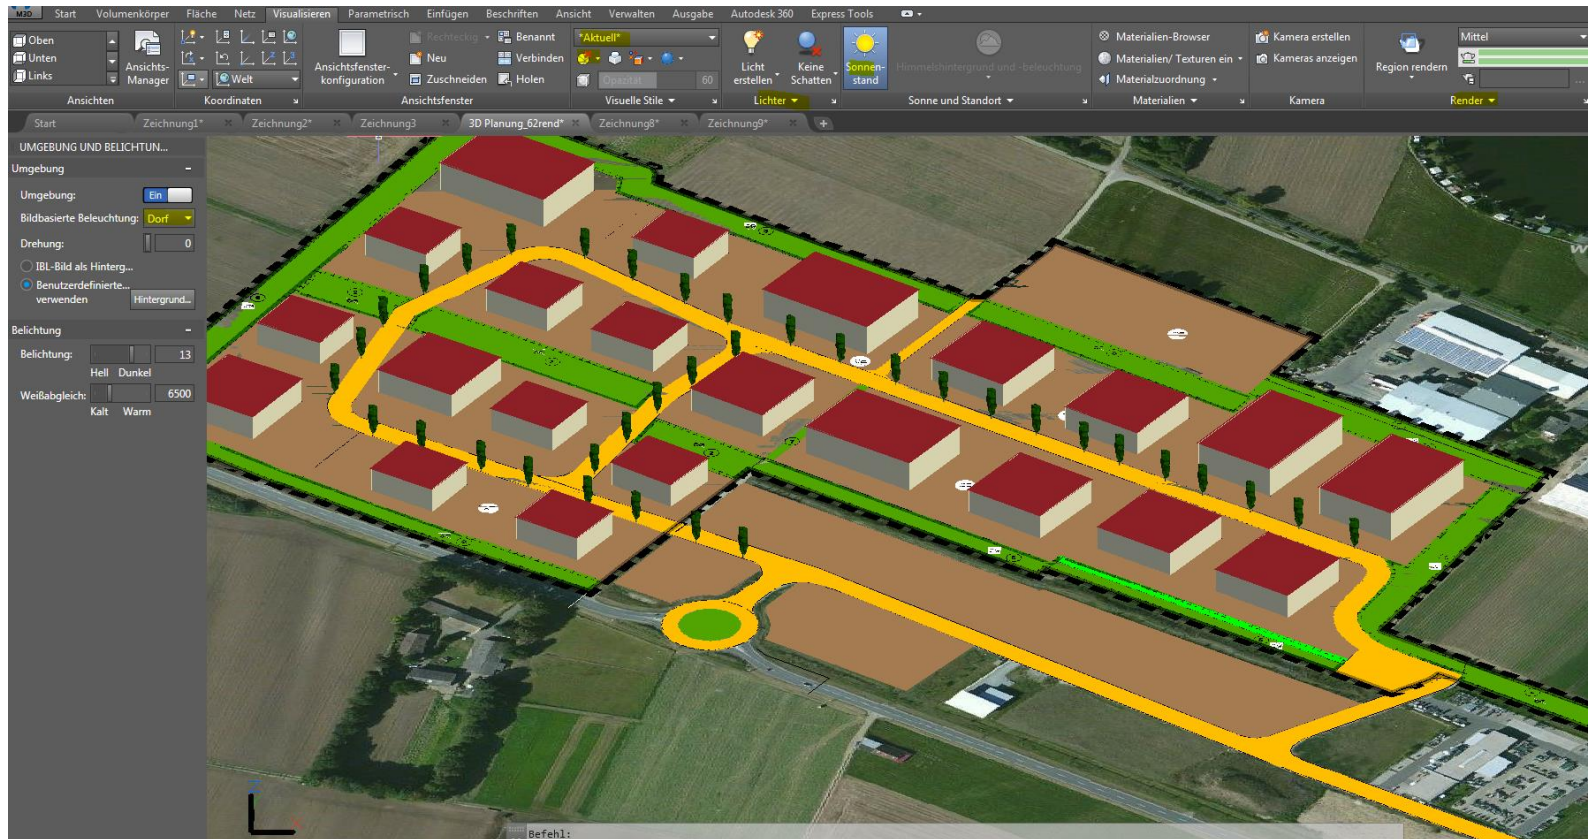 M3D
Start Volumenkörper Fläche Netz Visualisieren Parametrisch Einfügen Beschriften Ansicht Verwalten Ausgabe Autodesk 360 Express Tools
Oben
Unten
Links
Ansichts-
Manager
Welt
Ansichtsfenster-
konfiguration
Rechteckig
Neu
Zuschneiden
Benannt
Verbinden
Holen
*Aktuell*
Opazität 60
Licht
erstellen
Keine
Schatten
Sonnen-
stand
Himmelshintergrund und -beleuchtung
Materialien-Browser
Materialien/ Texturen ein
Materialzuordnung
Kamera erstellen
Kameras anzeigen
Region rendern
Mittel
Ansichten Koordinaten Ansichtsfenster Visuelle Stile Lichter Sonne und Standort Materialien Kamera Render
Start Zeichnung1* Zeichnung2* Zeichnung3 3D Planung_62rend* Zeichnung8* Zeichnung9*
UMGEBUNG UND BELICHTUN...
Umgebung
Umgebung: Ein
Bildbasierte Beleuchtung: Dorf
Drehung: 0
IBL-Bild als Hinterg...
Benutzerdefinierte...
verwenden
Hintergrund...
Belichtung
Belichtung: 13
Hell Dunkel
Weißabgleich: 6500
Kalt Warm
Befehl: